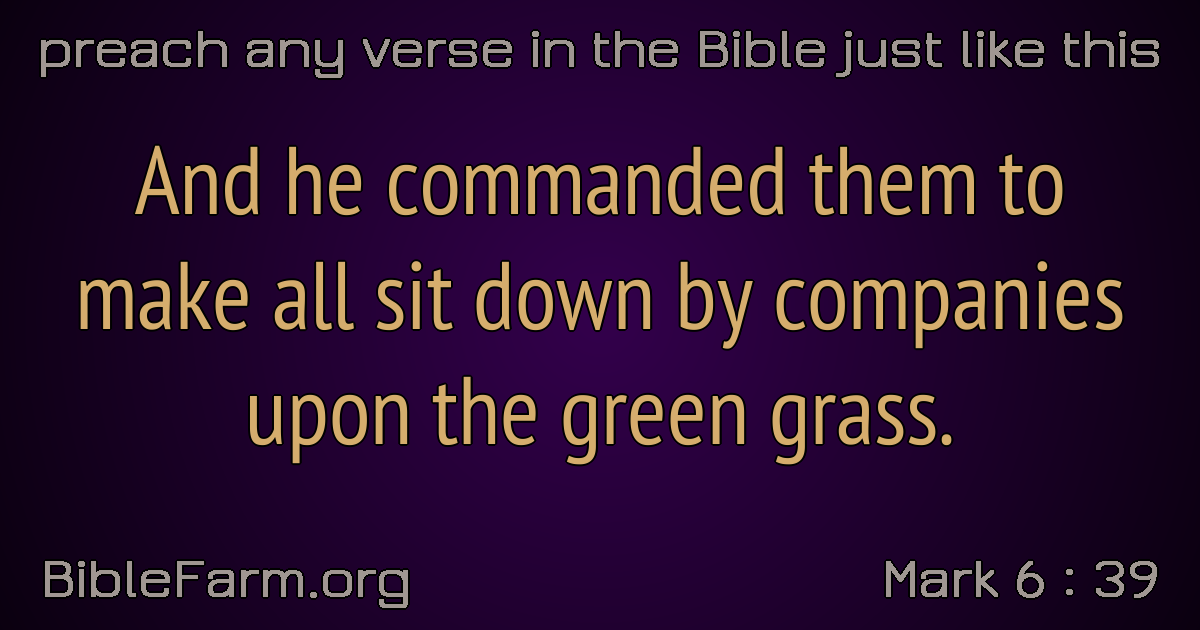 preach any verse in the Bible just like this
And he commanded them to
make all sit down by companies
upon the green grass.
BibleFarm.org
Mark 6 : 39